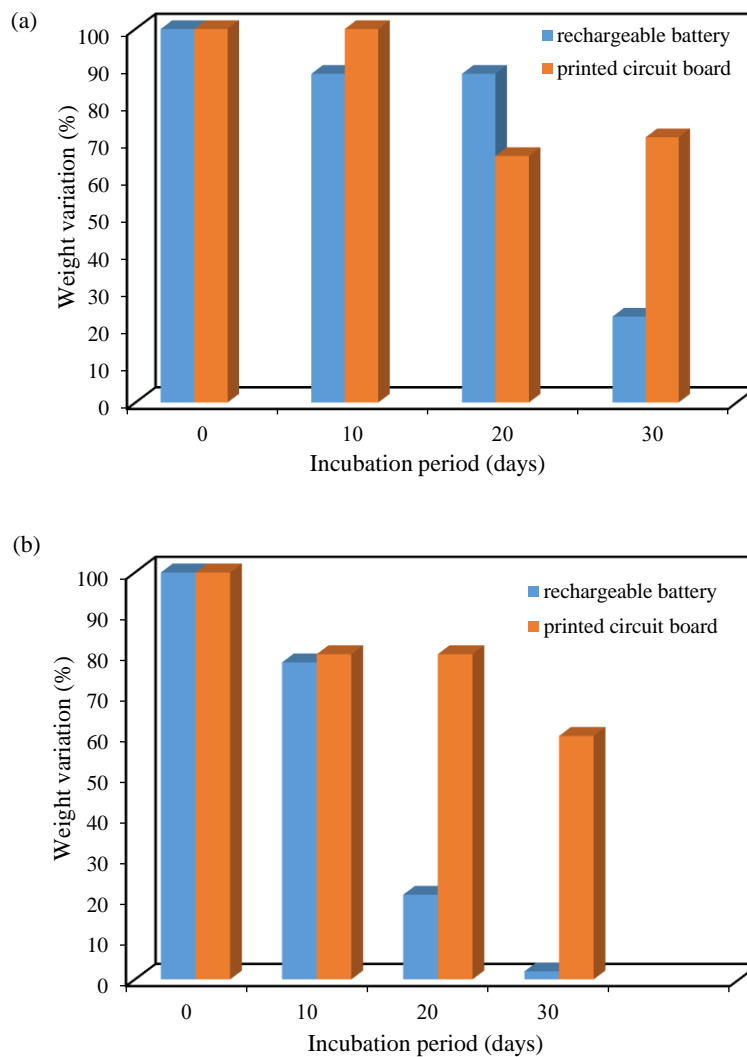 (a)
rechargeable battery
printed circuit board
Weight variation (%)
100
90
80
70
60
50
40
30
20
10
0
0 10 20 30
Incubation period (days)
(b)
rechargeable battery
printed circuit board
Weight variation (%)
100
90
80
70
60
50
40
30
20
10
0
0 10 20 30
Incubation period (days)